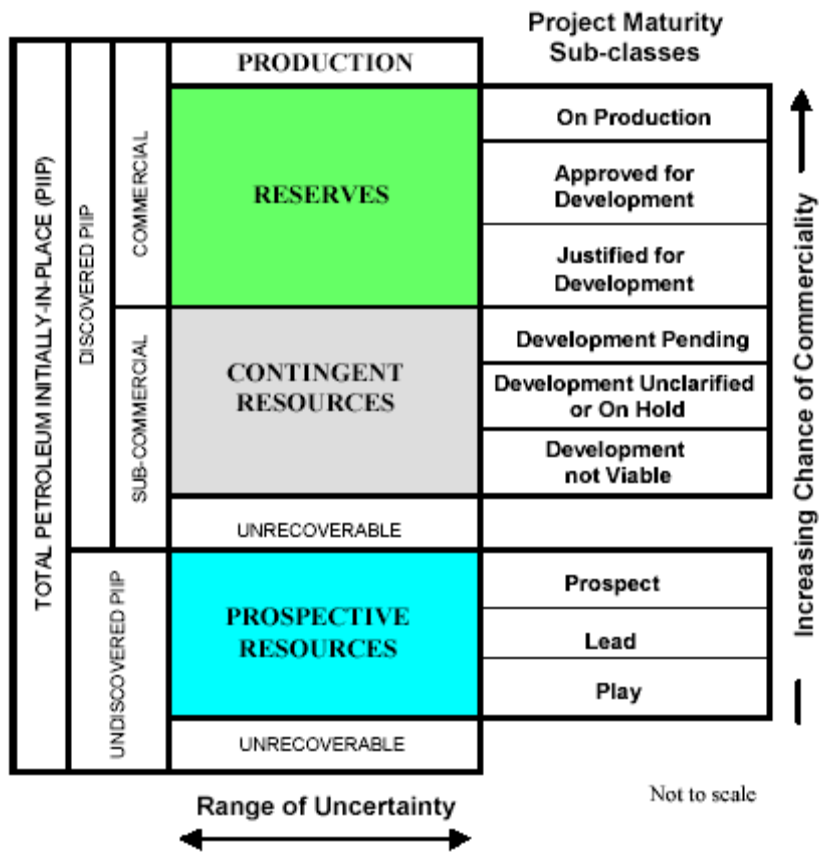 Project Maturity
Sub-classes
PRODUCTION
On Production
RESERVES
Approved for
Development
Justified for
Development
COMMERCIAL
DISCOVERED PIIP
TOTAL PETROLEUM INITIALLY-IN-PLACE (PIIP)
SUB-COMMERCIAL
CONTINGENT
RESOURCES
Development Pending
Development Unclarified
or On Hold
Development
not Viable
UNRECOVERABLE
UNDISCOVERED PIIP
PROSPECTIVE
RESOURCES
Prospect
Lead
Play
UNRECOVERABLE
Increasing Chance of Commerciality
Range of Uncertainty
Not to scale